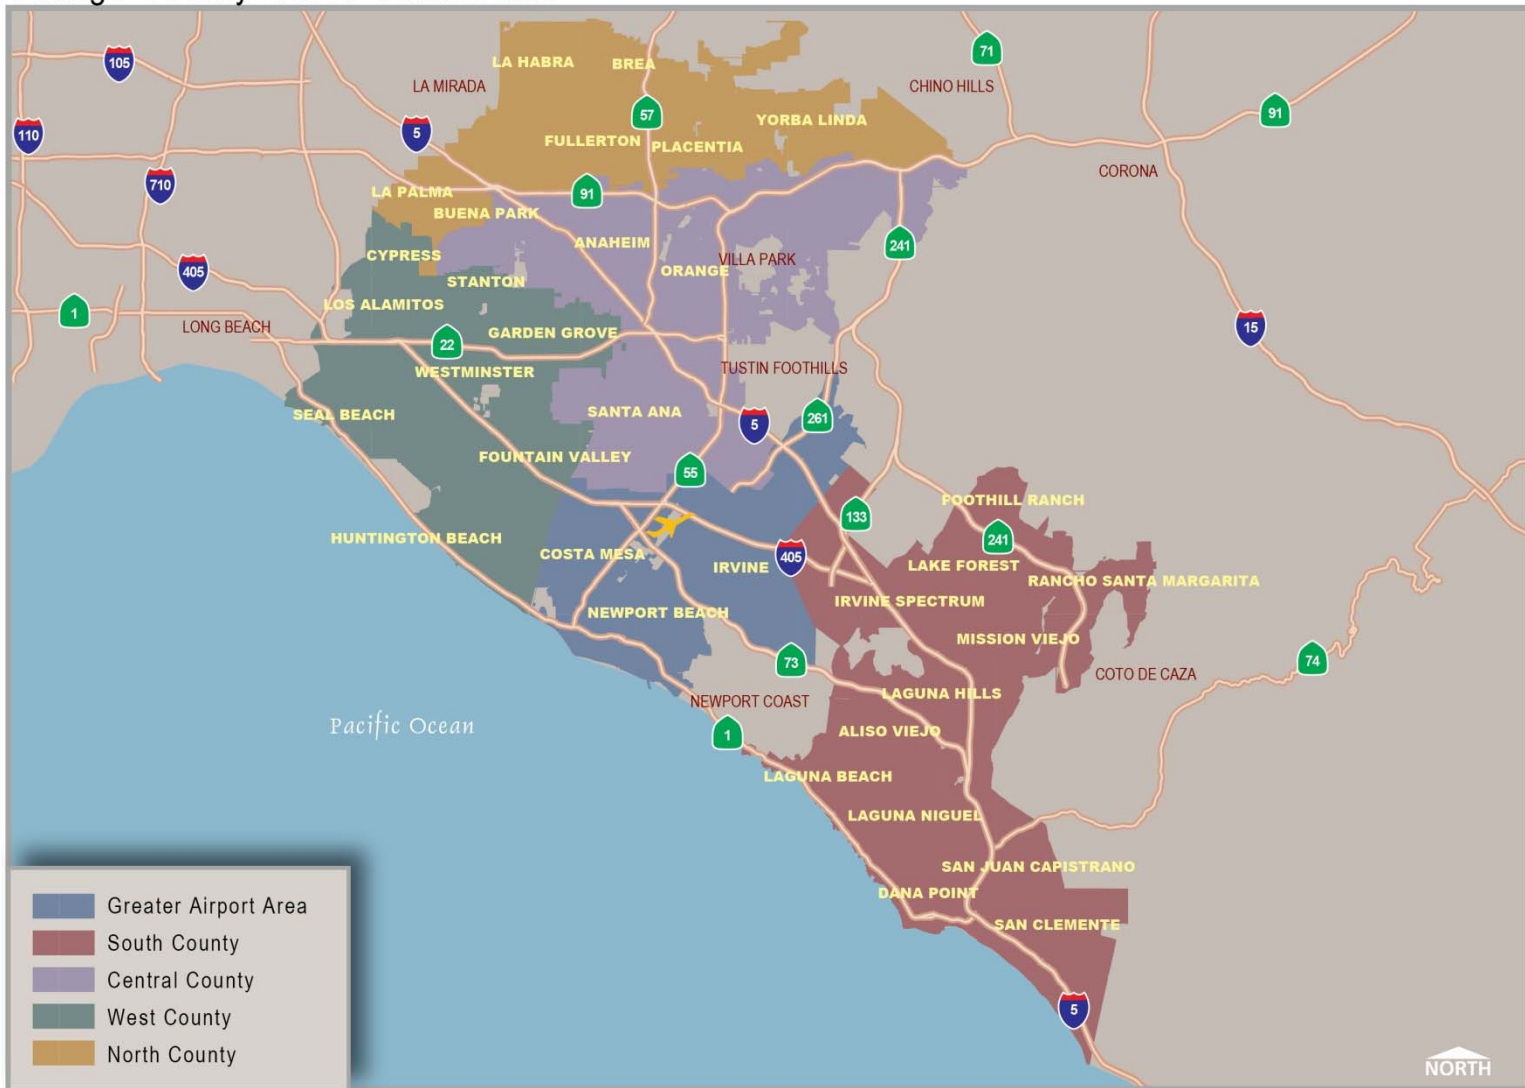 105
71
LA HABRA
BREA
LA MIRADA
CHINO HILLS
57
91
110
5
YORBA LINDA
FULLERTON
PLACENTIA
CORONA
710
LA PALMA
91
BUENA PARK
ANAHEIM
241
CYPRESS
VILLA PARK
ORANGE
405
STANTON
LOS ALAMITOS
1
LONG BEACH
15
GARDEN GROVE
22
WESTMINSTER
TUSTIN FOOTHILLS
SEAL BEACH
SANTA ANA
5
261
FOUNTAIN VALLEY
55
FOOTHILL RANCH
133
HUNTINGTON BEACH
241
COSTA MESA
405
IRVINE
LAKE FOREST
RANCHO SANTA MARGARITA
IRVINE SPECTRUM
NEWPORT BEACH
MISSION VIEJO
73
74
COTO DE CAZA
LAGUNA HILLS
NEWPORT COAST
Pacific Ocean
ALISO VIEJO
1
LAGUNA BEACH
LAGUNA NIGUEL
SAN JUAN CAPISTRANO
DANA POINT
SAN CLEMENTE
5
Greater Airport Area
South County
Central County
West County
North County
NORTH